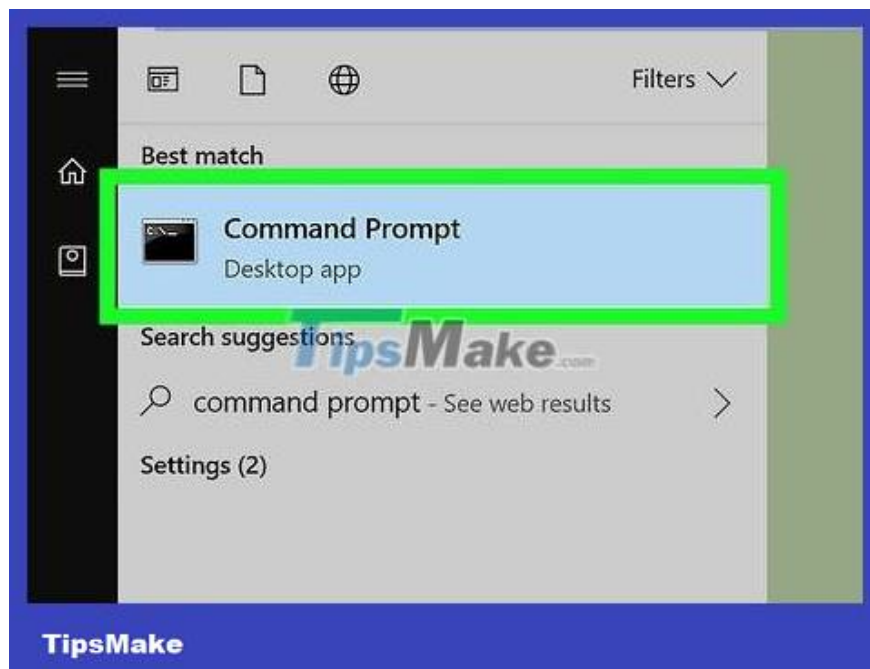 Filters
Best match
Command Prompt
Desktop app
Search suggestions
TipsMake.com
command prompt - See web results
Settings (2)
TipsMake